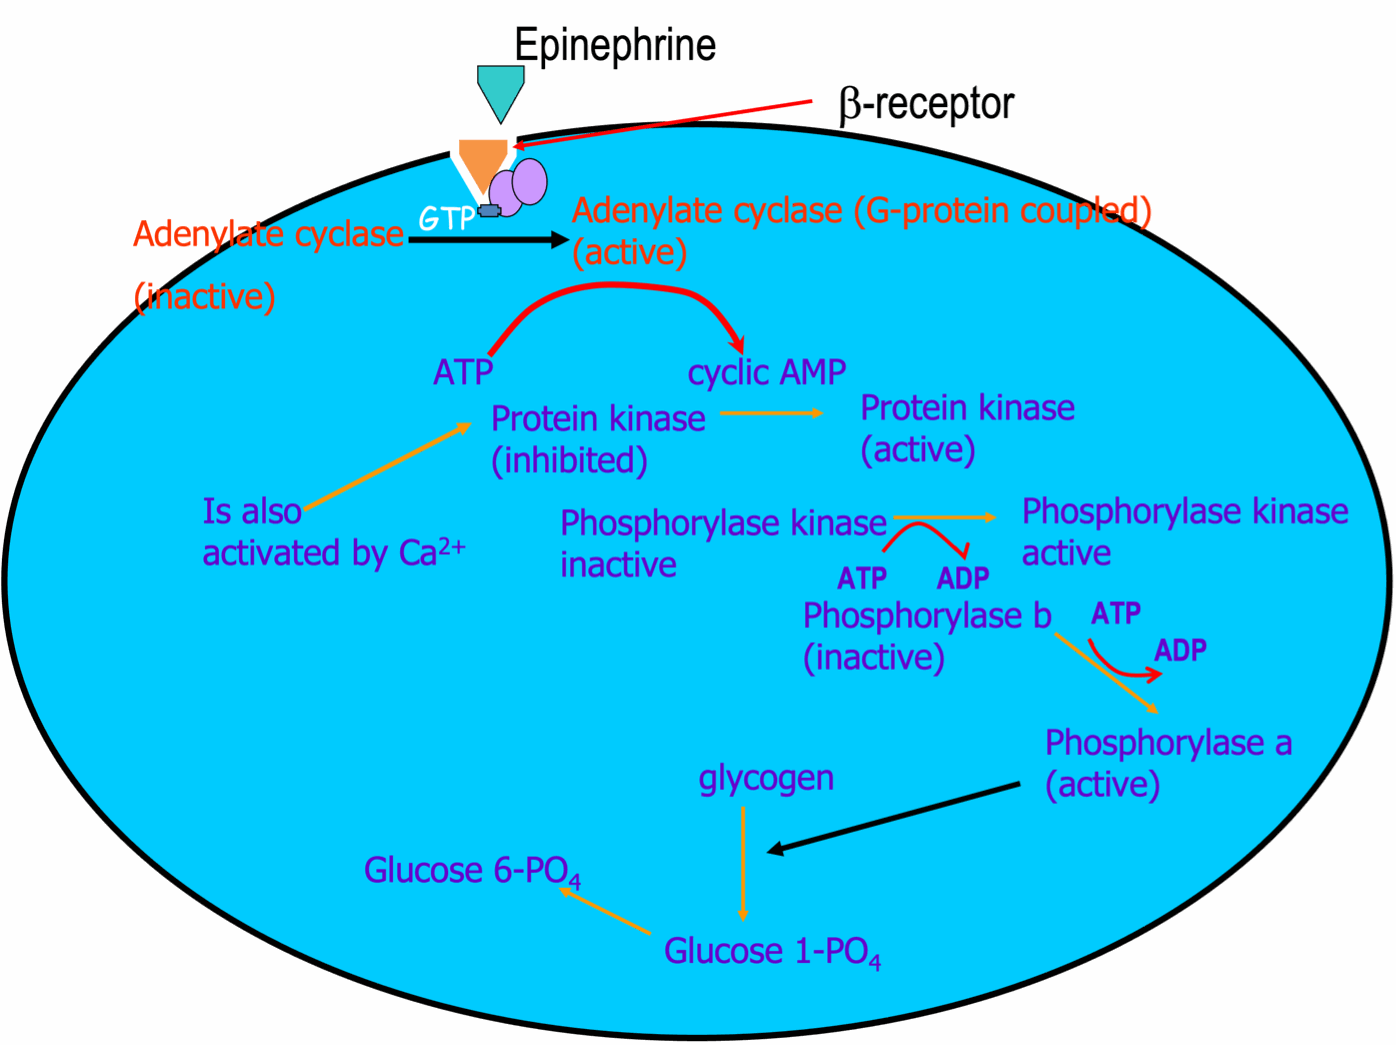 Epinephrine
β-receptor
GTP
Adenylate cyclase
(inactive)
Adenylate cyclase (G-protein coupled)
(active)
ATP
cyclic AMP
Protein kinase
(inhibited)
Protein kinase
(active)
Is also
activated by Ca²⁺
Phosphorylase kinase
inactive
Phosphorylase kinase
active
ATP
ADP
Phosphorylase b
(inactive)
ATP
ADP
Phosphorylase a
(active)
glycogen
Glucose 6-PO₄
Glucose 1-PO₄